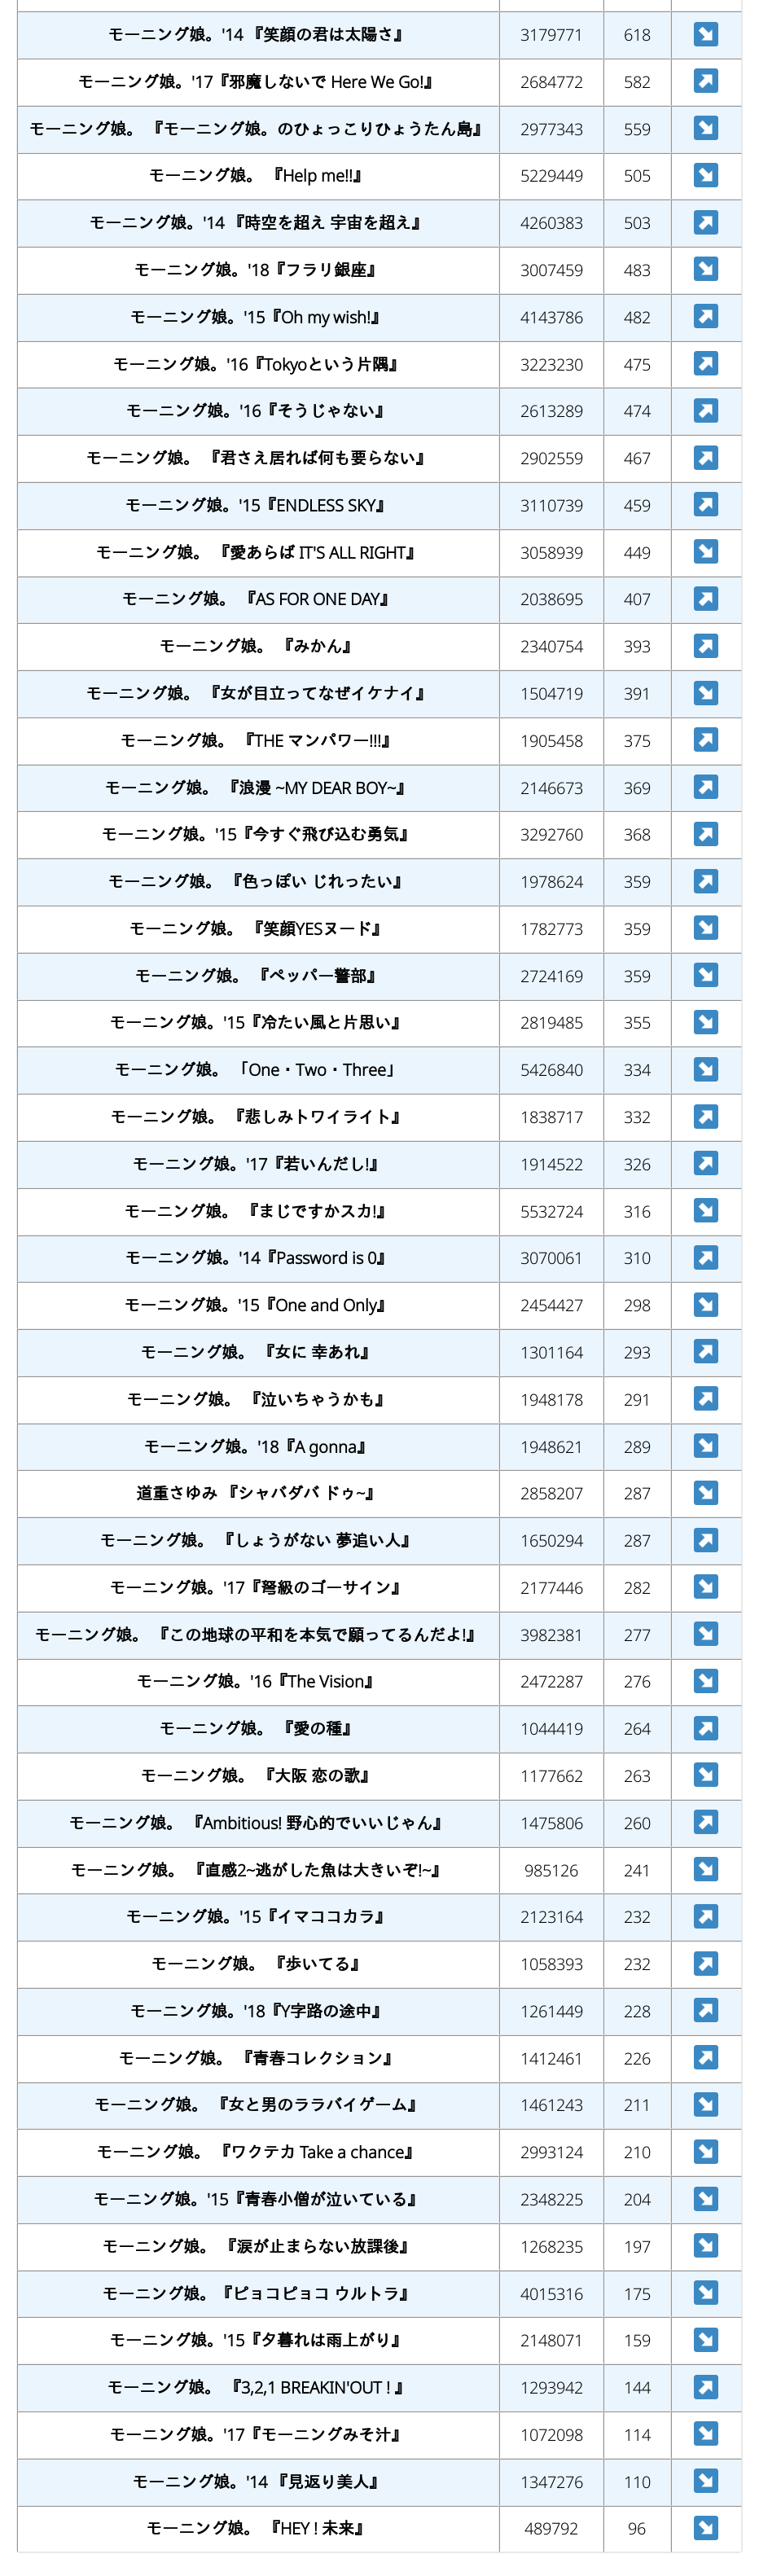 モーニング娘。'14 『笑顔の君は太陽さ』 3179771 618 ↘
モーニング娘。'17『邪魔しないで Here We Go!』 2684772 582 ↗
モーニング娘。 『モーニング娘。のひょっこりひょうたん島』 2977343 559 ↘
モーニング娘。 『Help me!!』 5229449 505 ↘
モーニング娘。'14 『時空を超え 宇宙を超え』 4260383 503 ↗
モーニング娘。'18『フラリ銀座』 3007459 483 ↘
モーニング娘。'15『Oh my wish!』 4143786 482 ↗
モーニング娘。'16『Tokyoという片隅』 3223230 475 ↗
モーニング娘。'16『そうじゃない』 2613289 474 ↗
モーニング娘。 『君さえ居れば何も要らない』 2902559 467 ↗
モーニング娘。'15『ENDLESS SKY』 3110739 459 ↗
モーニング娘。 『愛あらば IT'S ALL RIGHT』 3058939 449 ↘
モーニング娘。 『AS FOR ONE DAY』 2038695 407 ↗
モーニング娘。 『みかん』 2340754 393 ↗
モーニング娘。 『女が目立ってなぜイケナイ』 1504719 391 ↘
モーニング娘。 『THE マンパワー!!!』 1905458 375 ↗
モーニング娘。 『浪漫 ~MY DEAR BOY~』 2146673 369 ↗
モーニング娘。'15『今すぐ飛び込む勇気』 3292760 368 ↗
モーニング娘。 『色っぽい じれったい』 1978624 359 ↗
モーニング娘。 『笑顔YESヌード』 1782773 359 ↘
モーニング娘。 『ペッパー警部』 2724169 359 ↘
モーニング娘。'15『冷たい風と片思い』 2819485 355 ↘
モーニング娘。 「One・Two・Three」 5426840 334 ↘
モーニング娘。 『悲しみトワイライト』 1838717 332 ↗
モーニング娘。'17『若いんだし!』 1914522 326 ↗
モーニング娘。 『まじですかスカ!』 5532724 316 ↘
モーニング娘。'14『Password is 0』 3070061 310 ↗
モーニング娘。'15『One and Only』 2454427 298 ↘
モーニング娘。 『女に 幸あれ』 1301164 293 ↗
モーニング娘。 『泣いちゃうかも』 1948178 291 ↗
モーニング娘。'18『A gonna』 1948621 289 ↘
道重さゆみ 『シャバダバ ドゥ~』 2858207 287 ↘
モーニング娘。 『しょうがない 夢追い人』 1650294 287 ↗
モーニング娘。'17『弩級のゴーサイン』 2177446 282 ↘
モーニング娘。 『この地球の平和を本気で願ってるんだよ!』 3982381 277 ↘
モーニング娘。'16『The Vision』 2472287 276 ↘
モーニング娘。 『愛の種』 1044419 264 ↗
モーニング娘。 『大阪 恋の歌』 1177662 263 ↘
モーニング娘。 『Ambitious! 野心的でいいじゃん』 1475806 260 ↗
モーニング娘。 『直感2~逃がした魚は大きいぞ!~』 985126 241 ↘
モーニング娘。'15『イマココカラ』 2123164 232 ↗
モーニング娘。 『歩いてる』 1058393 232 ↗
モーニング娘。'18『Y字路の途中』 1261449 228 ↗
モーニング娘。 『青春コレクション』 1412461 226 ↗
モーニング娘。 『女と男のララバイゲーム』 1461243 211 ↘
モーニング娘。 『ワクテカ Take a chance』 2993124 210 ↘
モーニング娘。'15『青春小僧が泣いている』 2348225 204 ↘
モーニング娘。 『涙が止まらない放課後』 1268235 197 ↘
モーニング娘。『ピョコピョコ ウルトラ』 4015316 175 ↘
モーニング娘。'15『夕暮れは雨上がり』 2148071 159 ↘
モーニング娘。 『3,2,1 BREAKIN'OUT ! 』 1293942 144 ↗
モーニング娘。'17『モーニングみそ汁』 1072098 114 ↘
モーニング娘。'14 『見返り美人』 1347276 110 ↘
モーニング娘。 『HEY ! 未来』 489792 96 ↘